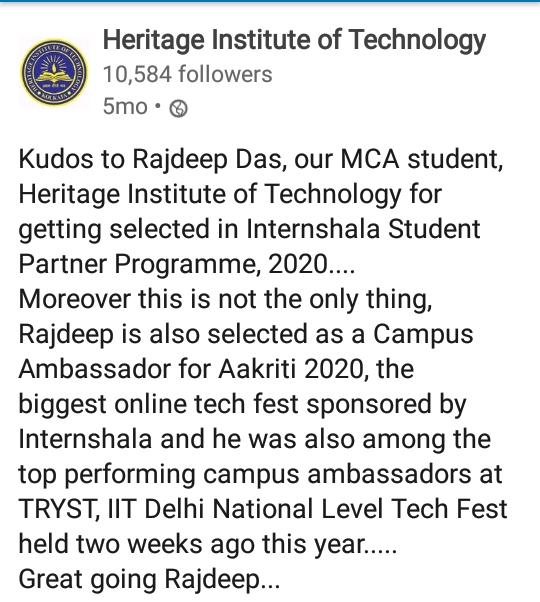 Heritage Institute of Technology
10,584 followers
5mo •
Kudos to Rajdeep Das, our MCA student,
Heritage Institute of Technology for
getting selected in Internshala Student
Partner Programme, 2020....
Moreover this is not the only thing,
Rajdeep is also selected as a Campus
Ambassador for Aakriti 2020, the
biggest online tech fest sponsored by
Internshala and he was also among the
top performing campus ambassadors at
TRYST, IIT Delhi National Level Tech Fest
held two weeks ago this year.....
Great going Rajdeep...